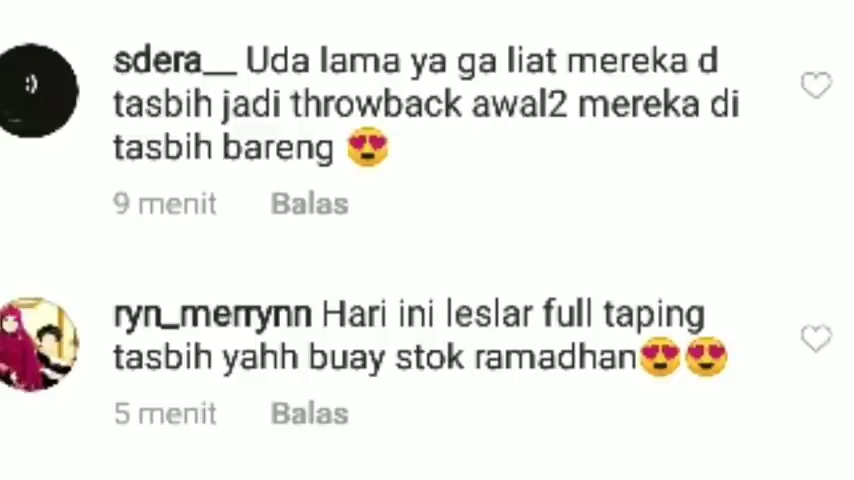 sdera__ Uda lama ya ga liat mereka d
tasbih jadi throwback awal2 mereka di
tasbih bareng 😍
9 menit Balas
ryn_merrynn Hari ini leslar full taping
tasbih yahh buay stok ramadhan😍😍
5 menit Balas